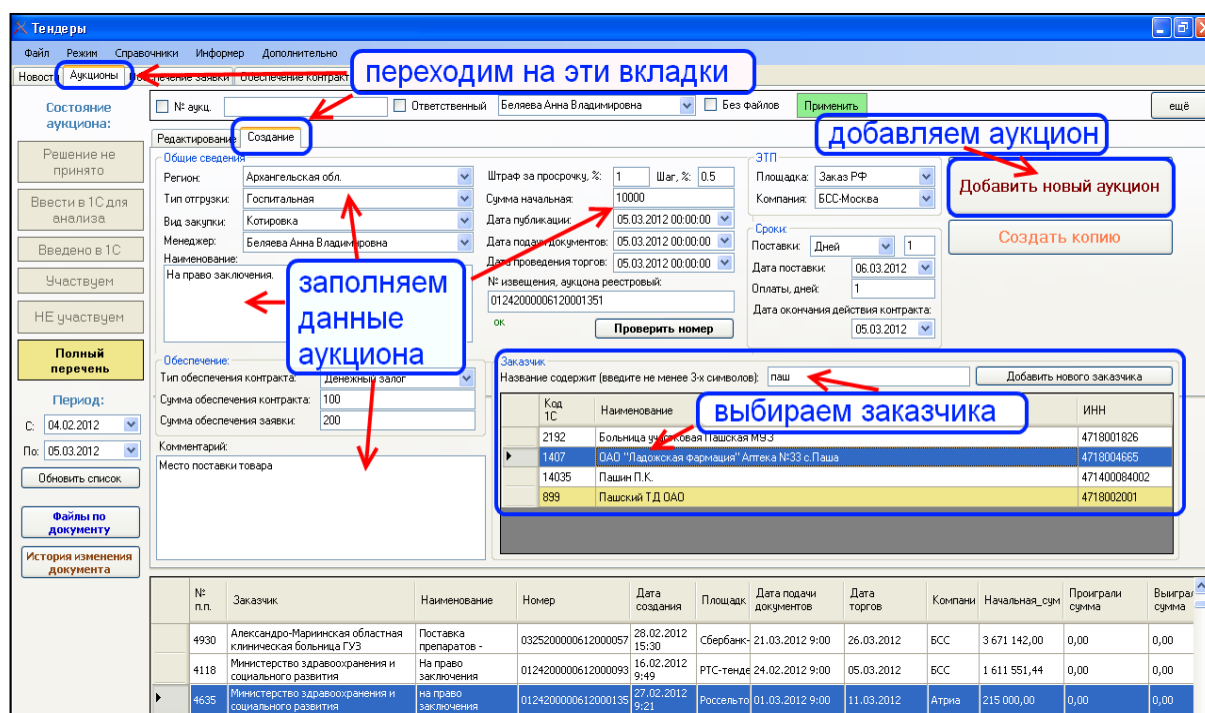 Тендеры
Файл Режим Справочники Информер Дополнительно
Новости Аукционы
переходим на эти вкладки
Состояние аукциона:
№ аукц. Ответственный Беляева Анна Владимировна Без файлов Применить ещё
Редактирование Создание
добавляем аукцион
Решение не принято
Ввести в 1С для анализа
Введено в 1С
Участвуем
НЕ участвуем
Полный перечень
Период:
С: 04.02.2012
По: 05.03.2012
Обновить список
Файлы по документу
История изменения документа
Общие сведения
Регион: Архангельская обл.
Тип отгрузки: Госпитальная
Вид закупки: Котировка
Менеджер: Беляева Анна Владимировна
Наименование:
На право заключения.
заполняем
данные
аукциона
Штраф за просрочку, %: 1 Шаг, %: 0.5
Сумма начальная: 10000
Дата публикации: 05.03.2012 00:00:00
Дата подачи документов: 05.03.2012 00:00:00
Дата проведения торгов: 05.03.2012 00:00:00
№ извещения, аукцона реестровый:
01242000006120001351
ок Проверить номер
ЭТП
Площадка: Заказ РФ
Компания: БСС-Москва
Сроки:
Поставки: Дней 1
Дата поставки: 06.03.2012
Оплаты, дней: 1
Дата окончания действия контракта:
05.03.2012
Добавить новый аукцион
Создать копию
Обеспечение:
Тип обеспечения контракта: Денежный залог
Сумма обеспечения контракта: 100
Сумма обеспечения заявки: 200
Комментарий:
Место поставки товара
Заказчик
Название содержит (введите не менее 3-х символов): паш Добавить нового заказчика
выбираем заказчика
Код 1С Наименование ИНН
2192 Больница участковая Пашская МУЗ 4718001826
1407 ОАО "Ладожская фармация" Аптека №33 с.Паша 4718004665
14035 Пашин П.К. 471400084002
899 Пашский ТД ОАО 4718002001
№ п.п. Заказчик Наименование Номер Дата создания Площадк Дата подачи документов Дата торгов Компани Начальная_сум Проиграли сумма Выиграл сумма
4930 Александро-Мариинская областная клиническая больница ГУЗ Поставка препаратов - 0325200000612000057 28.02.2012 15:30 Сбербанк- 21.03.2012 9:00 26.03.2012 БСС 3 671 142,00 0,00 0,00
4118 Министерство здравоохранения и социального развития На право заключения 0124200000612000093 16.02.2012 9:49 РТС-тенде 24.02.2012 9:00 05.03.2012 БСС 1 611 551,44 0,00 0,00
4635 Министерство здравоохранения и социального развития на право заключения 0124200000612000135 27.02.2012 9:21 Россельто 01.03.2012 9:00 11.03.2012 Атриа 215 000,00 0,00 0,00